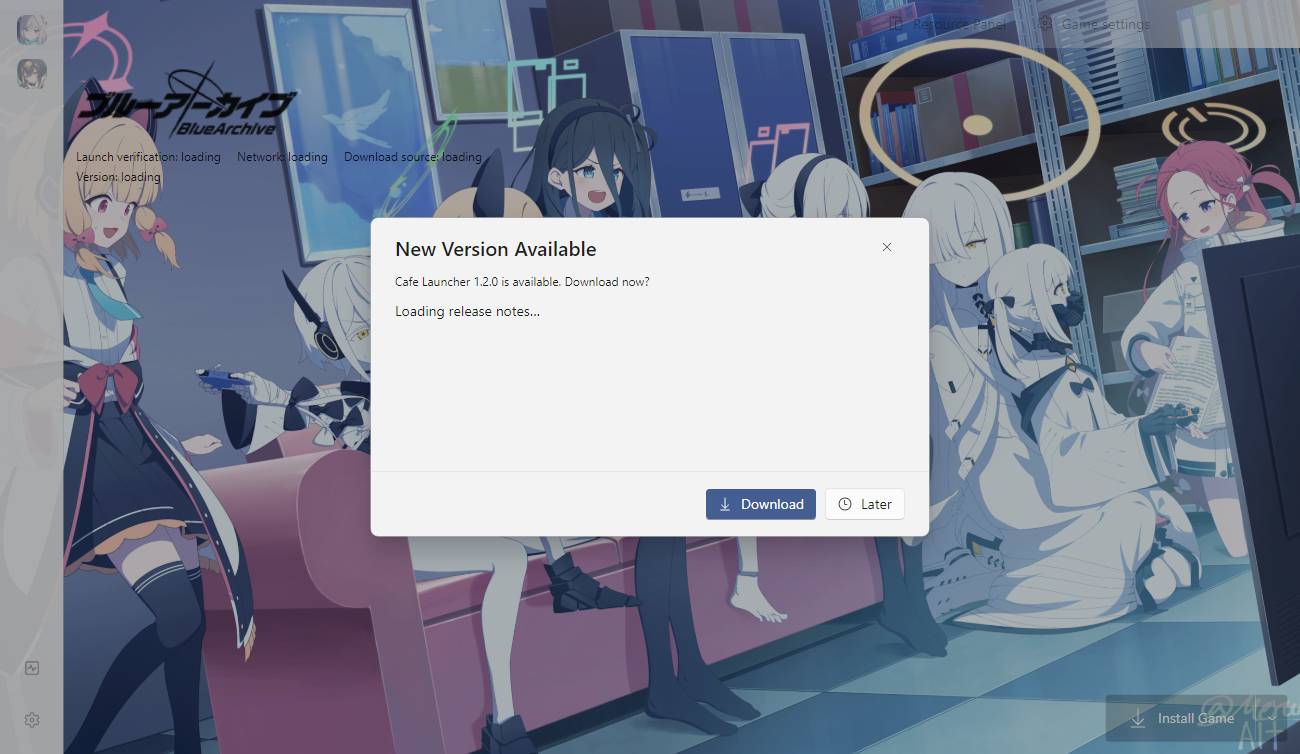 Resource Panel
Game settings
ブルーアーカイブ
BlueArchive
Launch verification: loading
Network: loading
Download source: loading
Version: loading
New Version Available
Cafe Launcher 1.2.0 is available. Download now?
Loading release notes...
Download
Later
Install Game